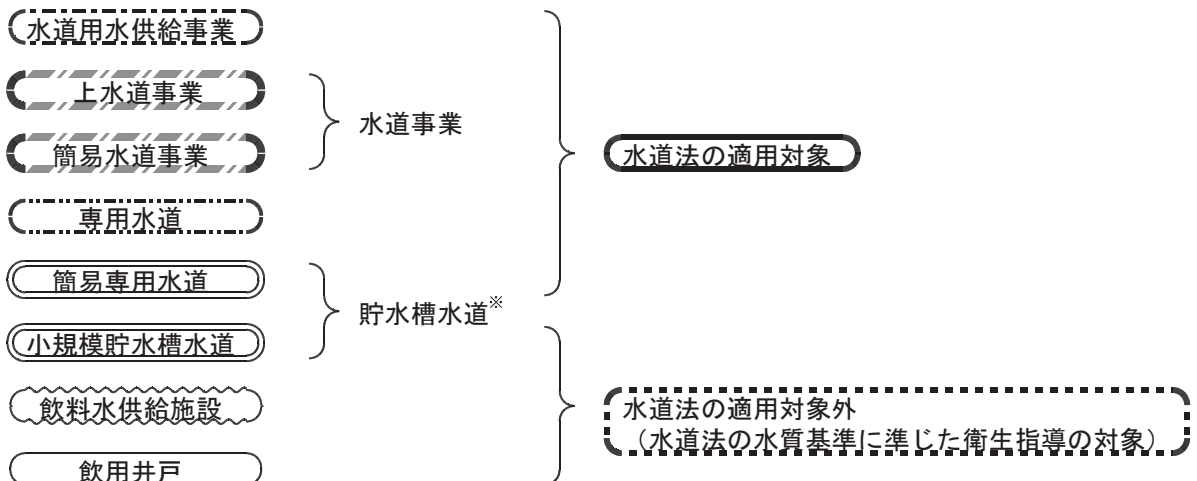 水道用水供給事業
上水道事業
水道事業
簡易水道事業
水道法の適用対象
専用水道
簡易専用水道
貯水槽水道※
小規模貯水槽水道
飲料水供給施設
水道法の適用対象外
（水道法の水質基準に準じた衛生指導の対象）
飲用井戸